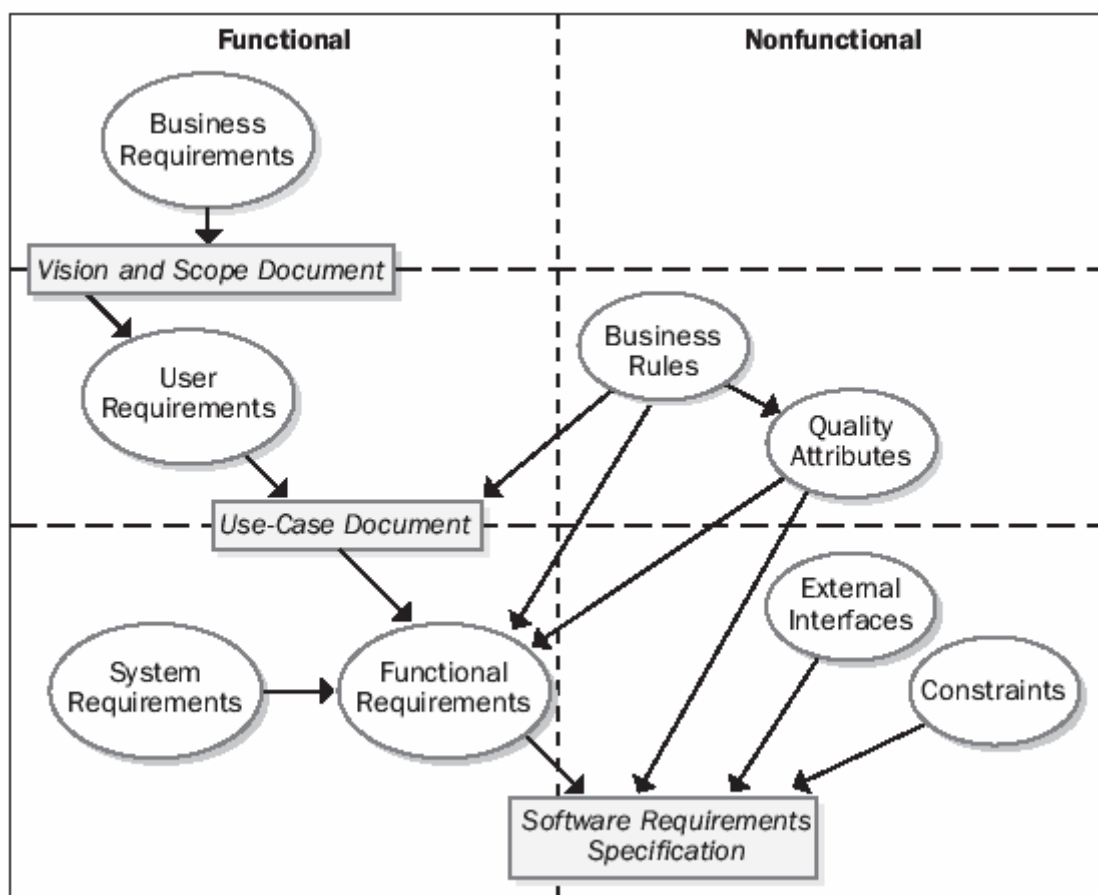 Functional
Nonfunctional
Business
Requirements
Vision and Scope Document
User
Requirements
Business
Rules
Quality
Attributes
Use-Case Document
System
Requirements
Functional
Requirements
External
Interfaces
Constraints
Software Requirements
Specification